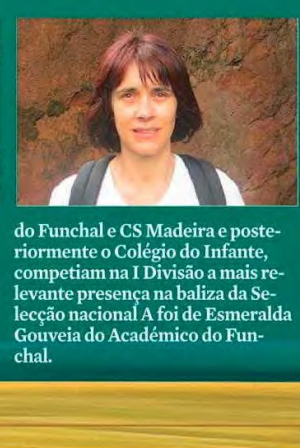 do Funchal e CS Madeira e poste-
riormente o Colégio do Infante,
competiam na I Divisão a mais re-
levante presença na baliza da Se-
lecção nacional A foi de Esmeralda
Gouveia do Académico do Fun-
chal.